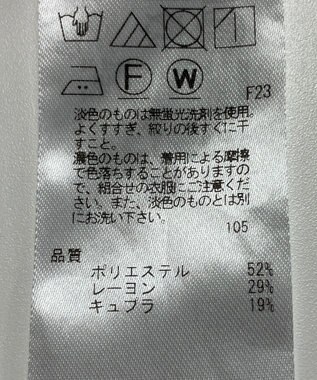 F W
F23
淡色のものは無蛍光洗剤を使用。
よくすすぎ、絞りの後すぐに干
すこと。
濃色のものは、着用による摩擦
で色落ちすることがありますの
で、組合せの衣服にご注意くだ
さい。また、淡色のものとは別
にお洗い下さい。
105
品質
ポリエステル 52%
レーヨン 29%
キュプラ 19%